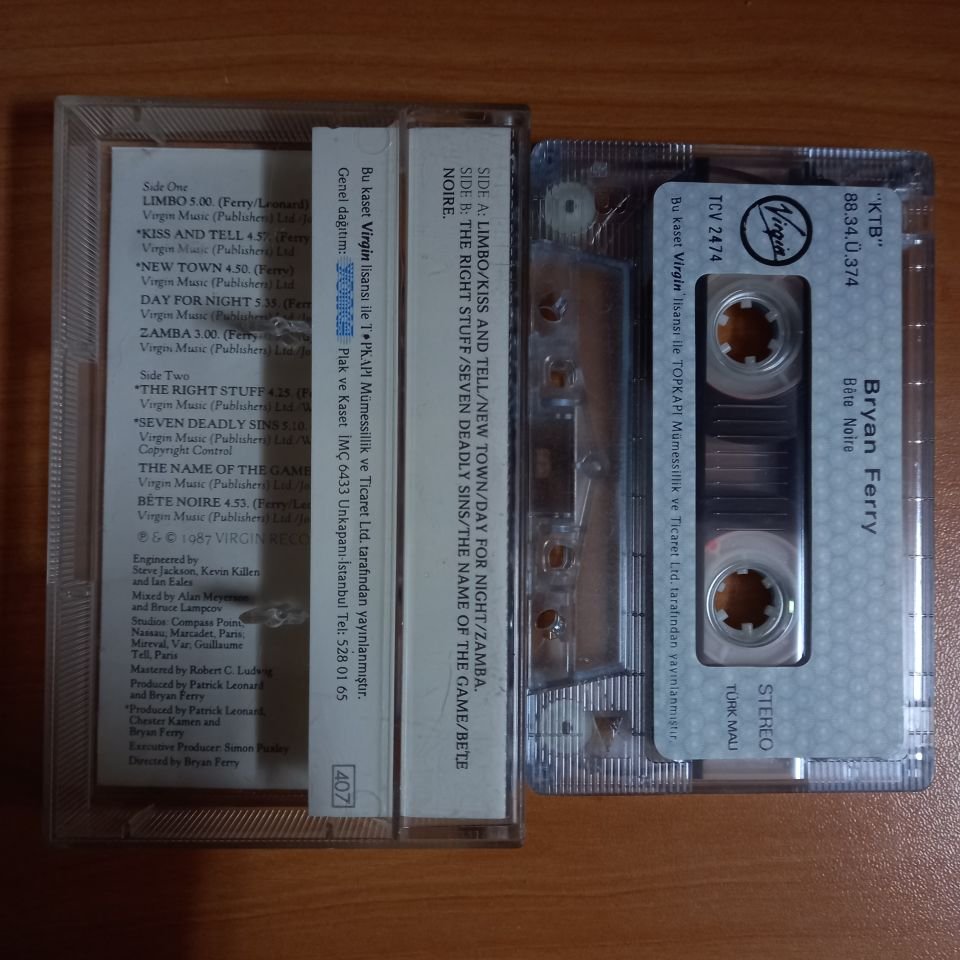 Side One
LIMBO 5.00. (Ferry/Leonard)
Virgin Music (Publishers) Ltd
*KISS AND TELL 4.57. (Ferry
Virgin Music (Publishers) Ltd
*NEW TOWN 4.50. (Ferry)
Virgin Music (Publishers) Ltd
DAY FOR NIGHT 5.35. (Ferr
Virgin Music (Publishers) Ltd
ZAMBA 3.00. (Ferry
Virgin Music (Publishers) Ltd
Side Two
*THE RIGHT STUFF 4.25.
Virgin Music (Publishers) Ltd
*SEVEN DEADLY SINS 5.10.
Virgin Music (Publishers) Ltd
Copyright Control
THE NAME OF THE GAME
Virgin Music (Publishers) Ltd
BÊTE NOIRE 4.53. (Ferry/Leo
Virgin Music (Publishers) Ltd
℗ & © 1987 VIRGIN RECO
Engineered by
Steve Jackson, Kevin Killen
and Ian Eales
Mixed by Alan Meyerson
and Bruce Lampcov
Studios: Compass Point,
Nassau; Marcadet, Paris;
Mireval, Var; Guillaume
Tell, Paris
Mastered by Robert C. Ludwig
Produced by Patrick Leonard
and Bryan Ferry
*Produced by Patrick Leonard,
Chester Kamen and
Bryan Ferry
Executive Producer: Simon Puxley
Directed by Bryan Ferry
SIDE A: LIMBO/KISS AND TELL/NEW TOWN/DAY FOR NIGHT/ZAMBA.
SIDE B: THE RIGHT STUFF/SEVEN DEADLY SINS/THE NAME OF THE GAME/BETE
NOIRE.
Bu kaset Virgin lisansı ile TOPKAPI Mümessillik ve Ticaret Ltd. tarafından yayınlanmıştır.
Genel dağıtım: Plak ve Kaset İMÇ 6433 Unkapanı-İstanbul Tel: 528 01 65
407
"KTB"
88.34.Ü.374
Bryan Ferry
Bête Noire
Virgin
TCV 2474
STEREO
TÜRK MALI
Bu kaset Virgin lisansı ile TOPKAPI Mümessillik ve Ticaret Ltd. tarafından yayınlanmıştır.